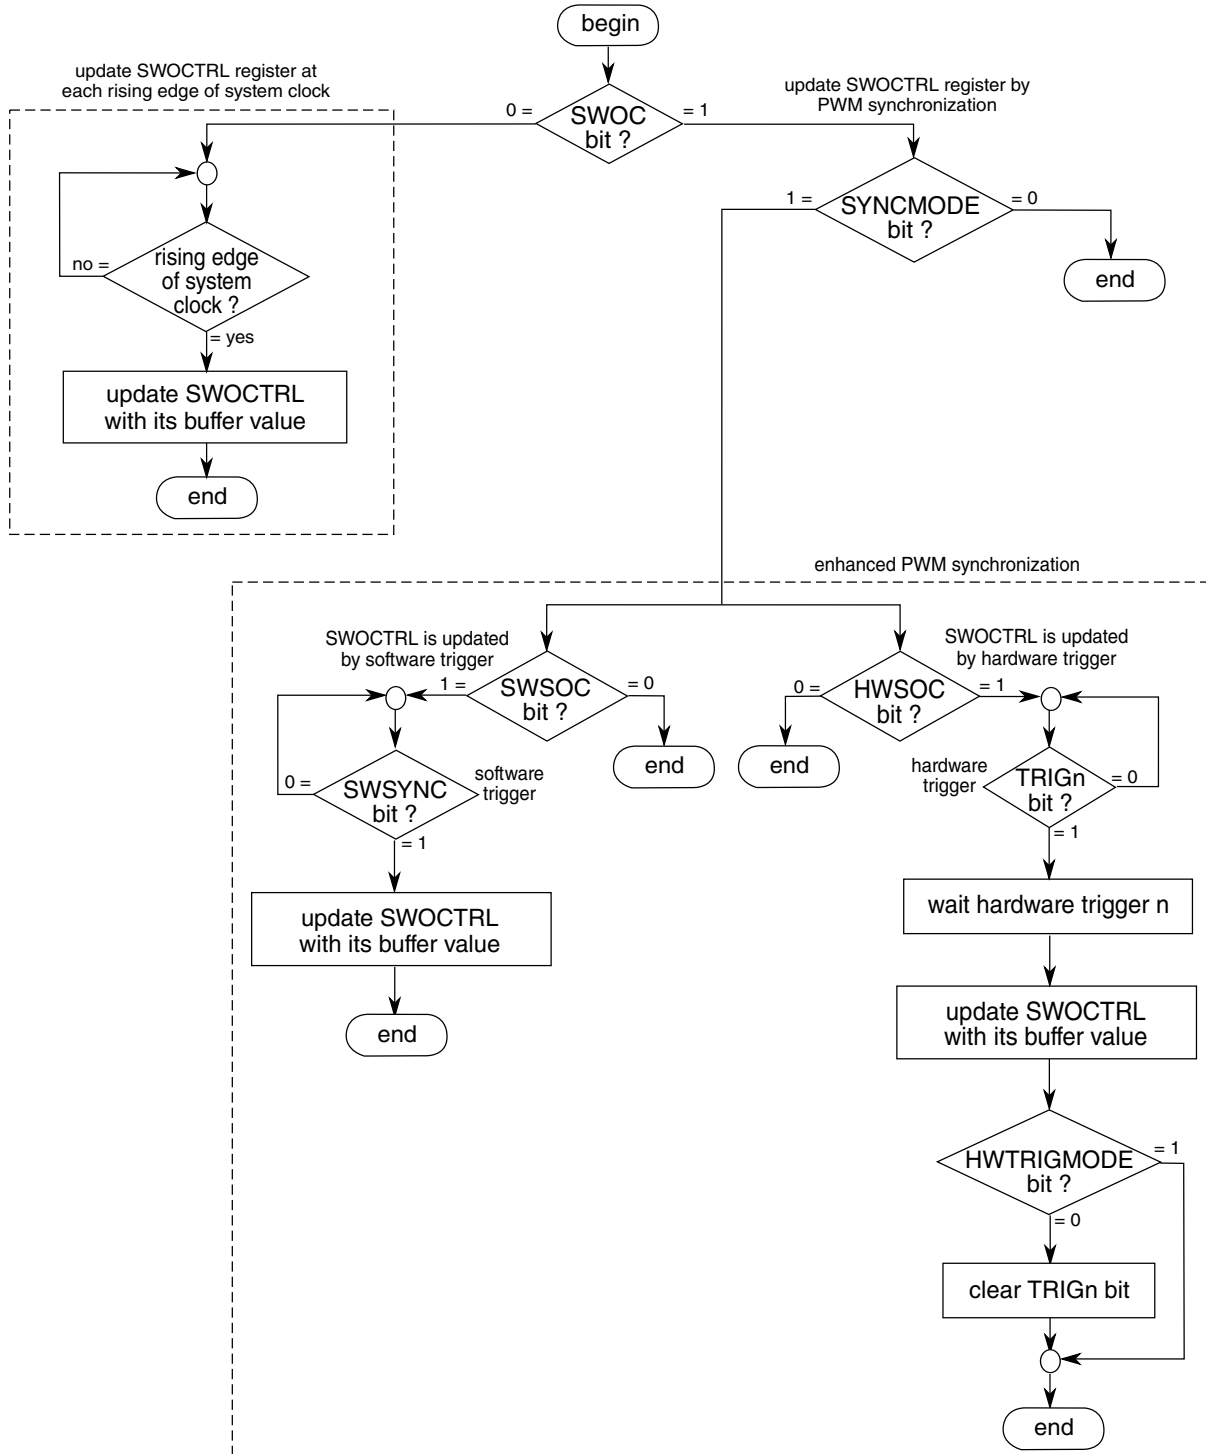 begin
update SWOCTRL register at
each rising edge of system clock
update SWOCTRL register by
PWM synchronization
0 =
SWOC
bit ?
= 1
1 =
SYNCMODE
bit ?
= 0
end
no =
rising edge
of system
clock ?
= yes
update SWOCTRL
with its buffer value
end
enhanced PWM synchronization
SWOCTRL is updated
by software trigger
SWOCTRL is updated
by hardware trigger
1 =
SWSOC
bit ?
= 0
end
0 =
HWSOC
bit ?
= 1
end
0 =
SWSYNC
bit ?
software
trigger
= 1
hardware
trigger
TRIGn
bit ?
= 0
= 1
update SWOCTRL
with its buffer value
end
wait hardware trigger n
update SWOCTRL
with its buffer value
HWTRIGMODE
bit ?
= 1
= 0
clear TRIGn bit
end